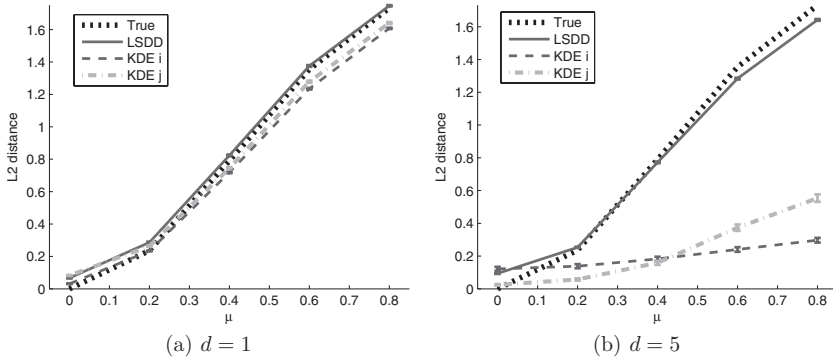 True
LSDD
KDE i
KDE j
L2 distance
1.6
1.4
1.2
1
0.8
0.6
0.4
0.2
0
0 0.1 0.2 0.3 0.4 0.5 0.6 0.7 0.8
μ
(a) d = 1
True
LSDD
KDE i
KDE j
L2 distance
1.6
1.4
1.2
1
0.8
0.6
0.4
0.2
0
0 0.1 0.2 0.3 0.4 0.5 0.6 0.7 0.8
μ
(b) d = 5